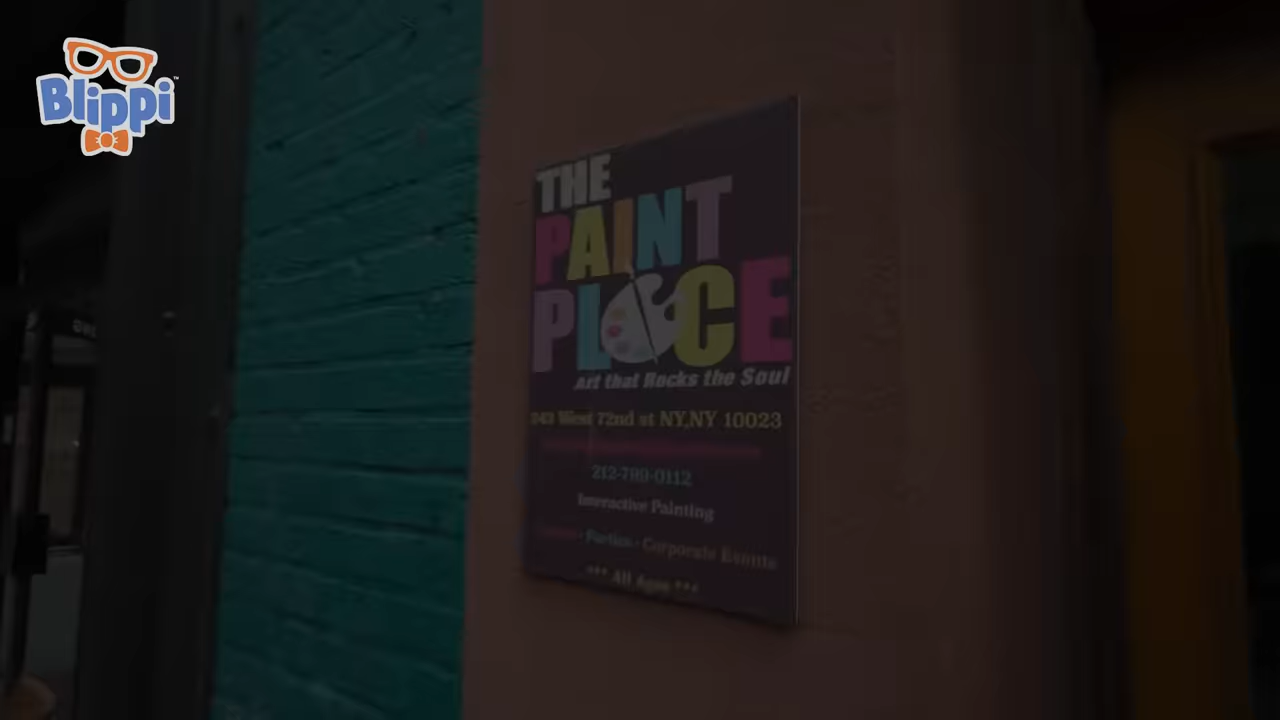 Blippi
THE
PAINT
PLACE
Art that Rocks the Soul
243 West 72nd st NY,NY 10023
212-799-0112
Interactive Painting
Parties • Corporate Events
*** All Ages ***